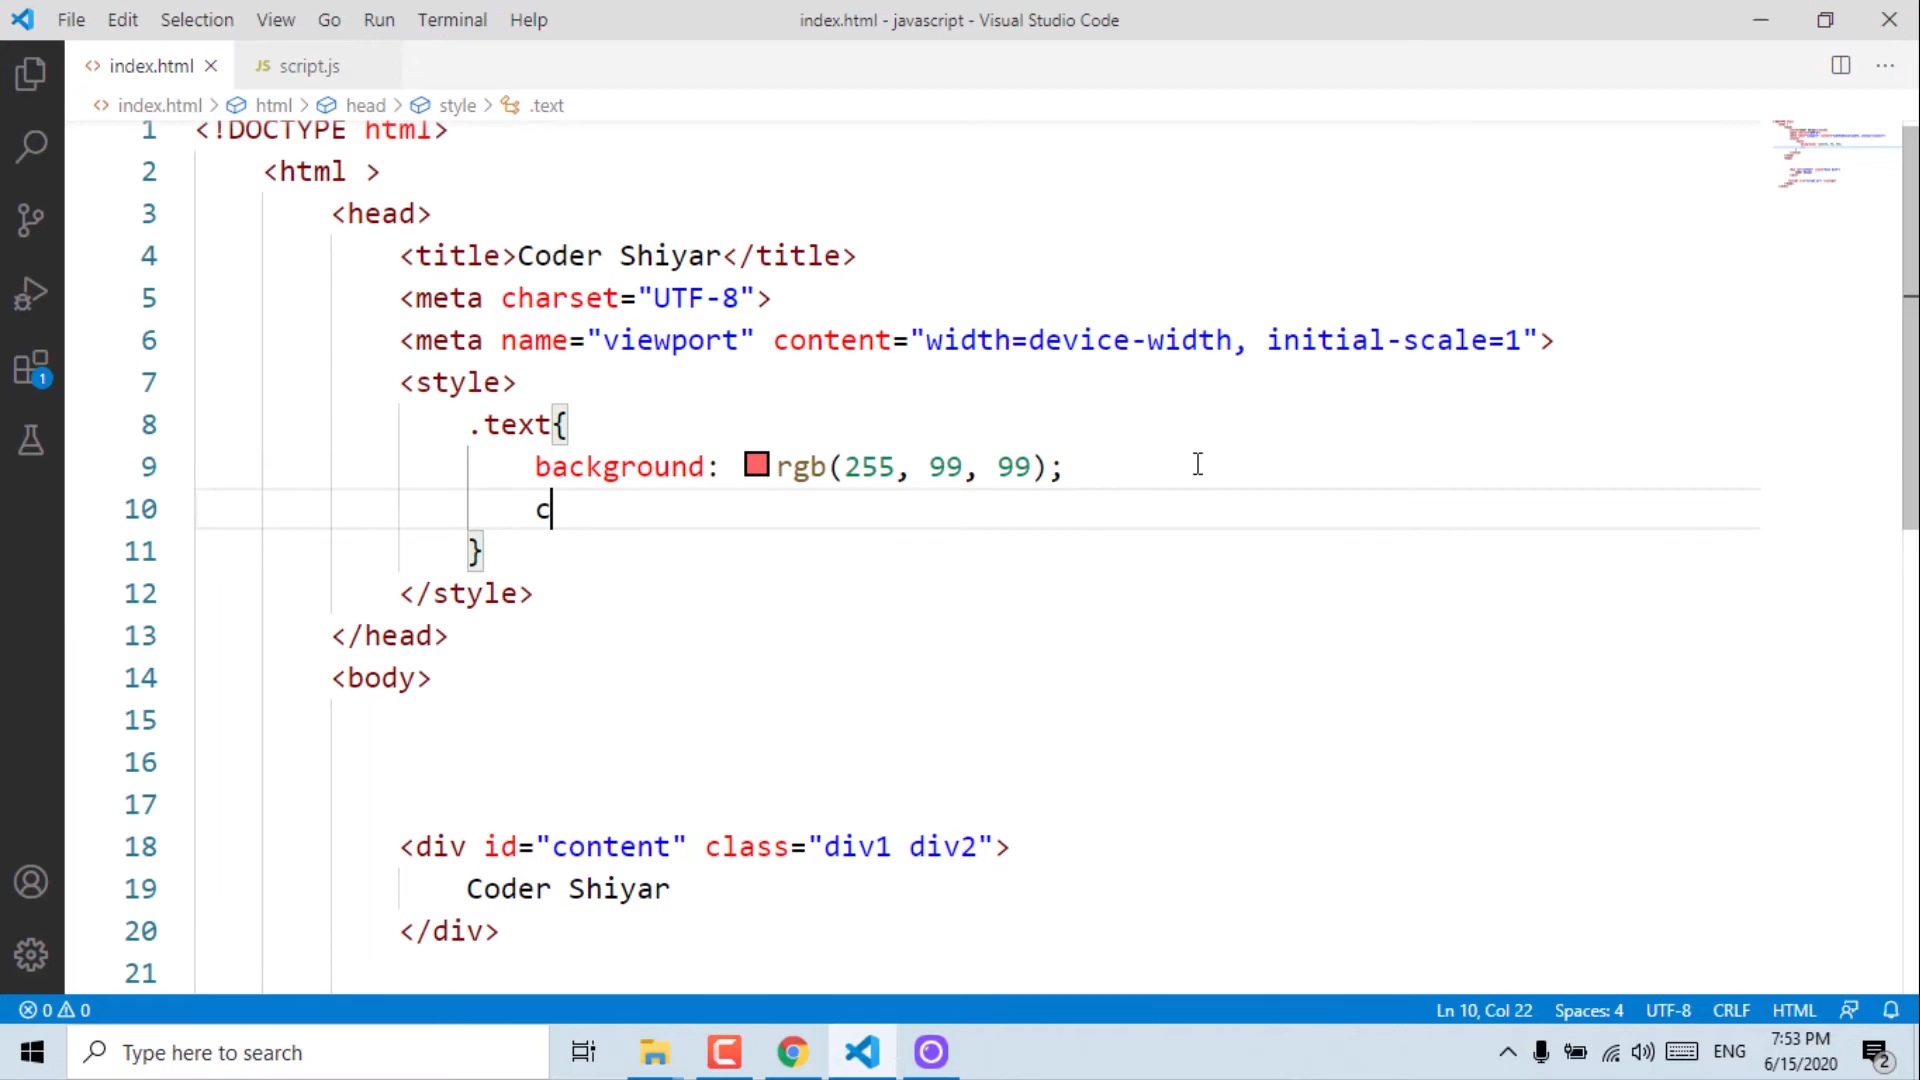 File Edit Selection View Go Run Terminal Help
index.html - javascript - Visual Studio Code
index.html
JS script.js
index.html > html > head > style > .text
1 <!DOCTYPE html>
2 <html >
3 <head>
4 <title>Coder Shiyar</title>
5 <meta charset="UTF-8">
6 <meta name="viewport" content="width=device-width, initial-scale=1">
7 <style>
8 .text{
9 background: rgb(255, 99, 99);
10 c
11 }
12 </style>
13 </head>
14 <body>
15
16
17
18 <div id="content" class="div1 div2">
19 Coder Shiyar
20 </div>
21
1
0 0
Ln 10, Col 22 Spaces: 4 UTF-8 CRLF HTML
Type here to search
ENG
7:53 PM
6/15/2020
2